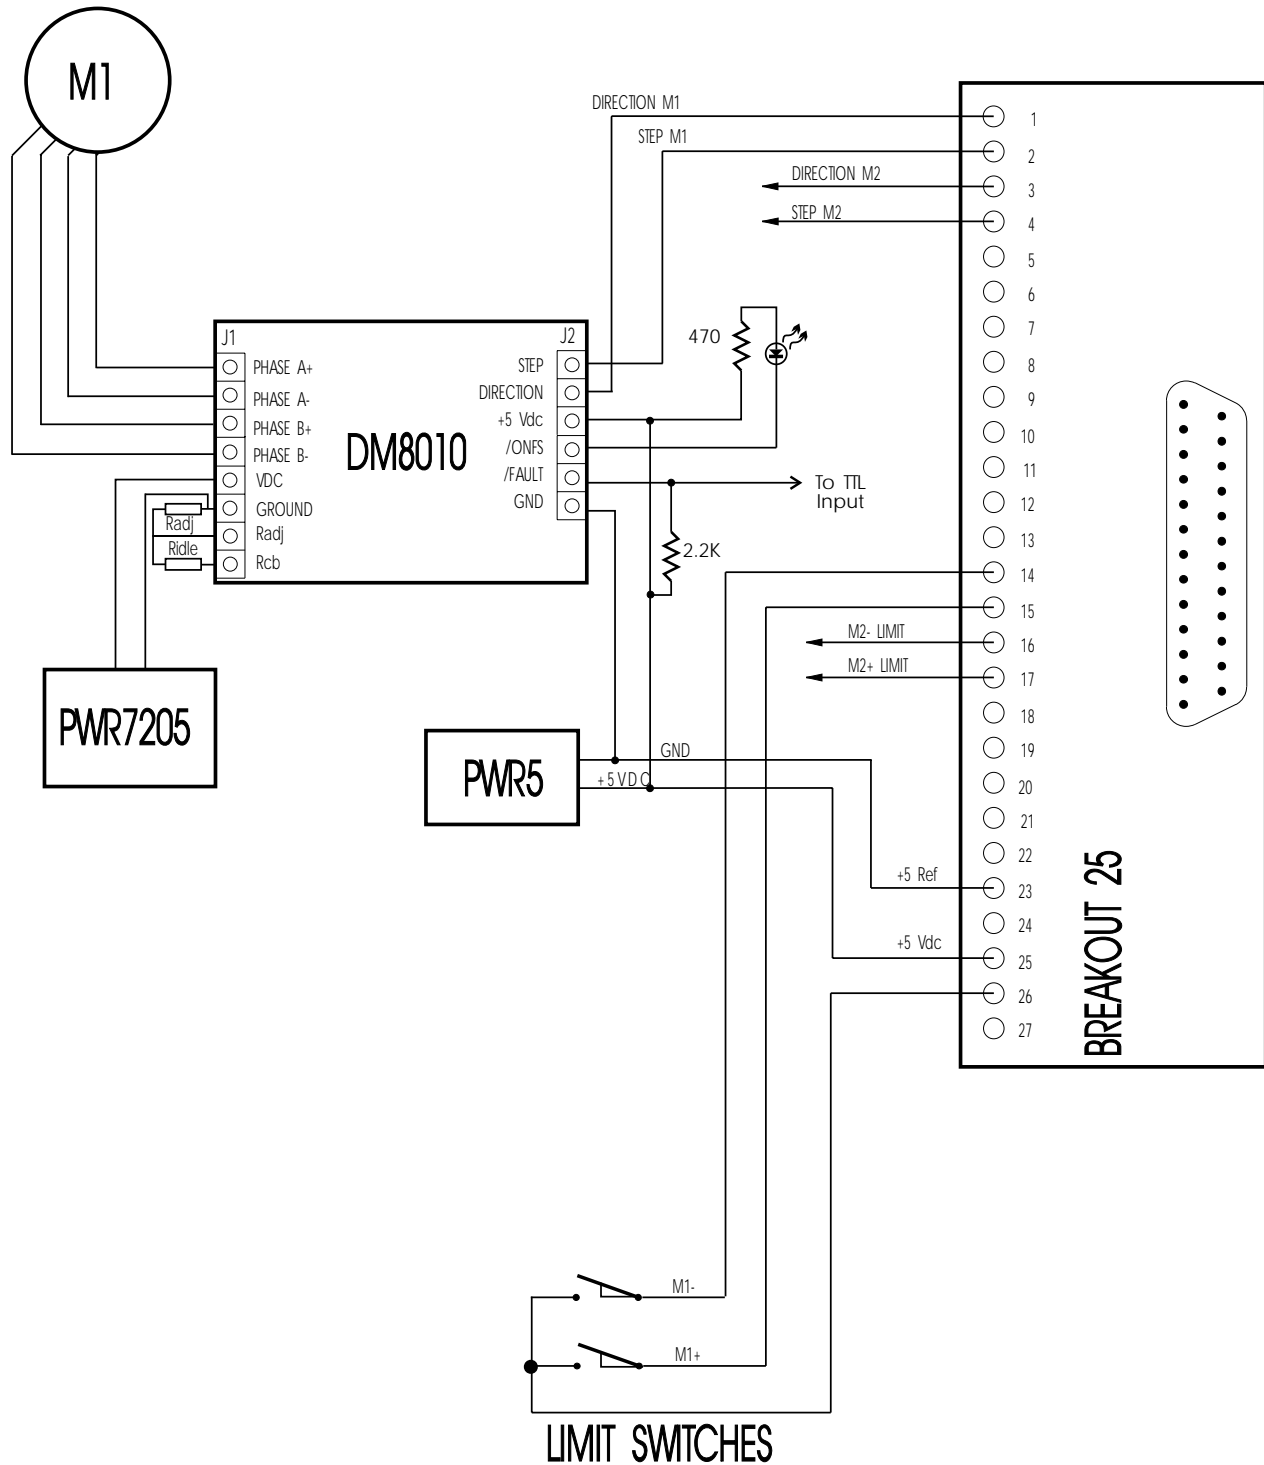 M1
DIRECTION M1
STEP M1
DIRECTION M2
STEP M2
1
2
3
4
5
6
7
8
9
10
11
12
13
14
15
16
17
18
19
20
21
22
23
24
25
26
27
BREAKOUT 25
470
J1
PHASE A+
PHASE A-
PHASE B+
PHASE B-
VDC
GROUND
Radj
Rcb
DM8010
J2
STEP
DIRECTION
+5 Vdc
/ONFS
/FAULT
GND
Radj
Ridle
To TTL
Input
2.2K
M2- LIMIT
M2+ LIMIT
PWR7205
PWR5
GND
+5VDC
+5 Ref
+5 Vdc
M1-
M1+
LIMIT SWITCHES